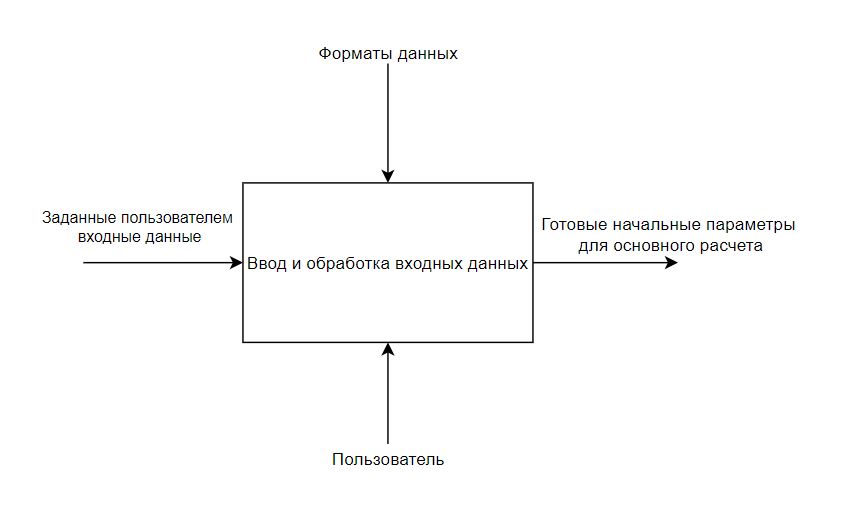 Форматы данных
Заданные пользователем
входные данные
Ввод и обработка входных данных
Готовые начальные параметры
для основного расчета
Пользователь